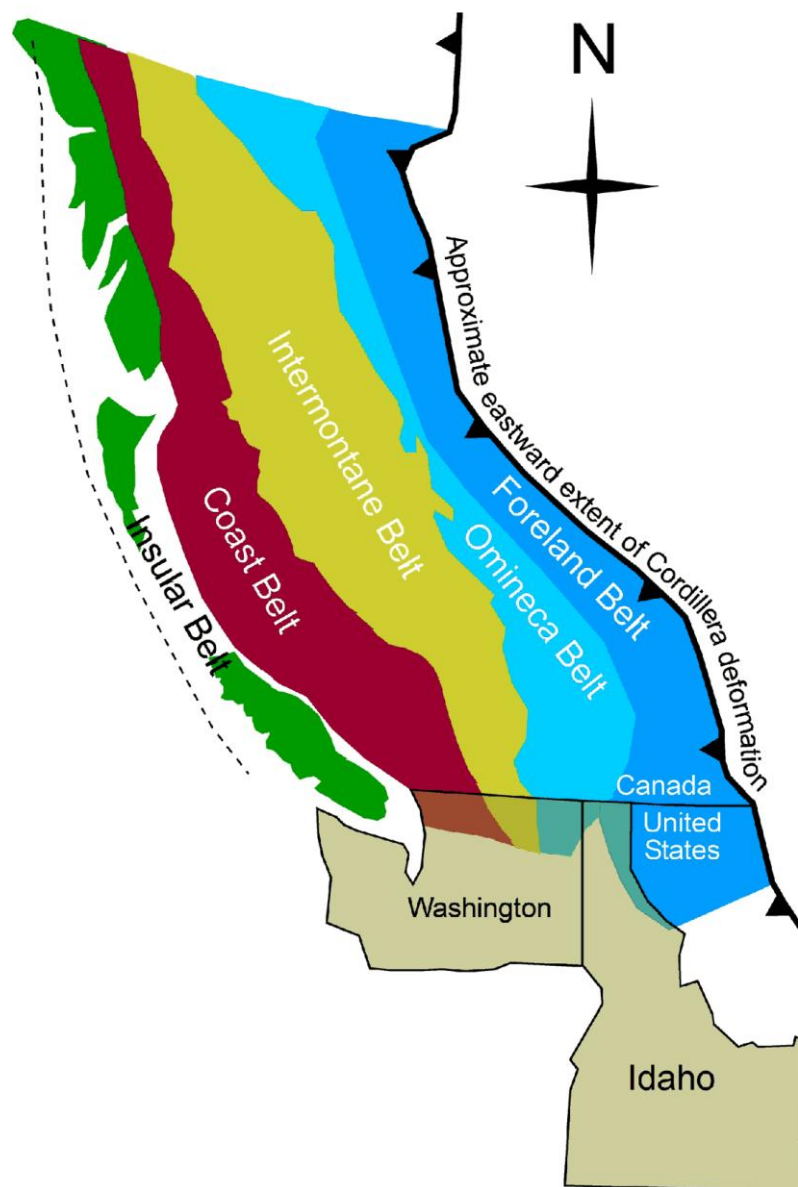 N
Approximate eastward extent of Cordillera deformation
Intermontane Belt
Foreland Belt
Coast Belt
Omineca Belt
Insular Belt
Canada
United
States
Washington
Idaho